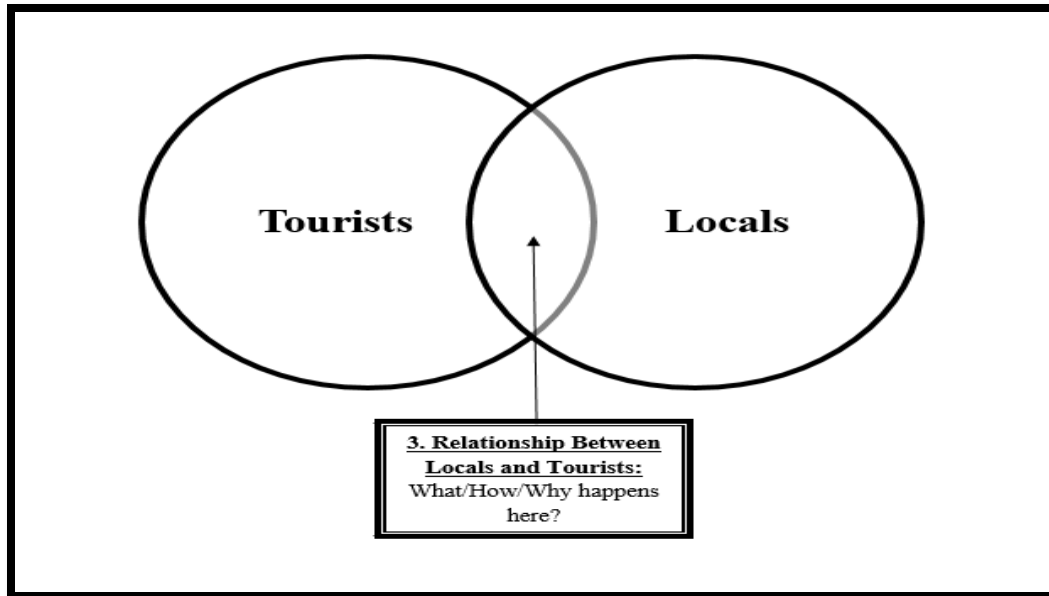 Tourists
Locals
3. Relationship Between
Locals and Tourists:
What/How/Why happens
here?